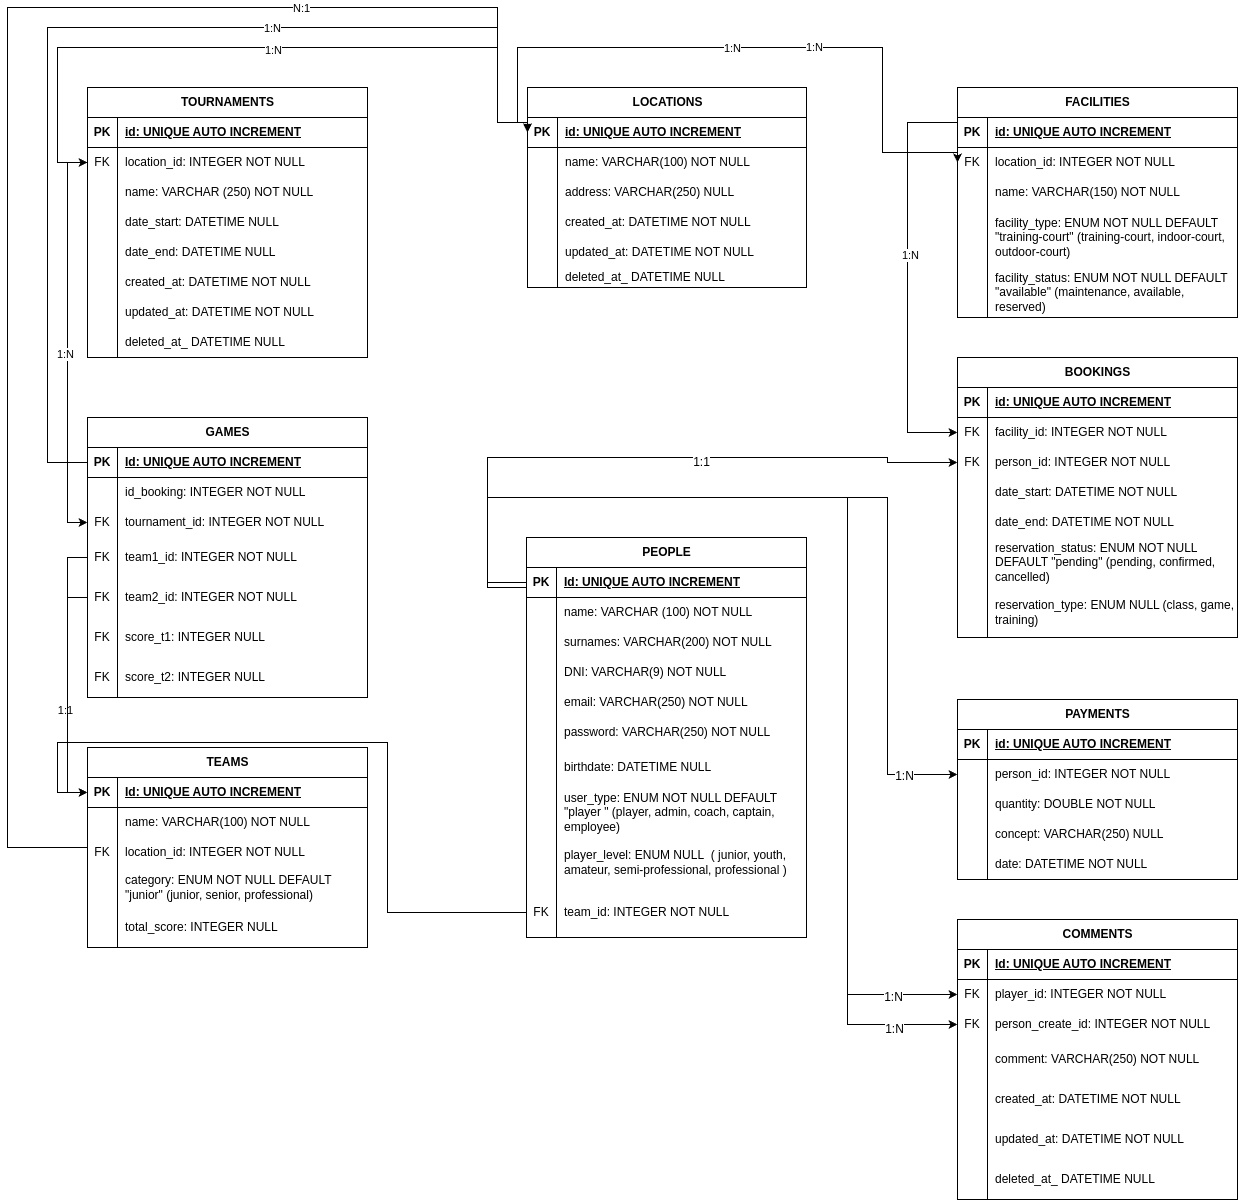 N:1
1:N
1:N
1:N
1:N
TOURNAMENTS
PK id: UNIQUE AUTO INCREMENT
FK location_id: INTEGER NOT NULL
name: VARCHAR (250) NOT NULL
date_start: DATETIME NULL
date_end: DATETIME NULL
created_at: DATETIME NOT NULL
updated_at: DATETIME NOT NULL
deleted_at_ DATETIME NULL
LOCATIONS
PK id: UNIQUE AUTO INCREMENT
name: VARCHAR(100) NOT NULL
address: VARCHAR(250) NULL
created_at: DATETIME NOT NULL
updated_at: DATETIME NOT NULL
deleted_at_ DATETIME NULL
FACILITIES
PK id: UNIQUE AUTO INCREMENT
FK location_id: INTEGER NOT NULL
name: VARCHAR(150) NOT NULL
facility_type: ENUM NOT NULL DEFAULT
"training-court" (training-court, indoor-court,
outdoor-court)
facility_status: ENUM NOT NULL DEFAULT
"available" (maintenance, available,
reserved)
1:N
1:N
GAMES
PK Id: UNIQUE AUTO INCREMENT
id_booking: INTEGER NOT NULL
FK tournament_id: INTEGER NOT NULL
FK team1_id: INTEGER NOT NULL
FK team2_id: INTEGER NOT NULL
FK score_t1: INTEGER NULL
FK score_t2: INTEGER NULL
1:1
BOOKINGS
PK id: UNIQUE AUTO INCREMENT
FK facility_id: INTEGER NOT NULL
FK person_id: INTEGER NOT NULL
date_start: DATETIME NOT NULL
date_end: DATETIME NOT NULL
reservation_status: ENUM NOT NULL
DEFAULT "pending" (pending, confirmed,
cancelled)
reservation_type: ENUM NULL (class, game,
training)
1:1
PEOPLE
PK Id: UNIQUE AUTO INCREMENT
name: VARCHAR (100) NOT NULL
surnames: VARCHAR(200) NOT NULL
DNI: VARCHAR(9) NOT NULL
email: VARCHAR(250) NOT NULL
password: VARCHAR(250) NOT NULL
birthdate: DATETIME NULL
user_type: ENUM NOT NULL DEFAULT
"player " (player, admin, coach, captain,
employee)
player_level: ENUM NULL ( junior, youth,
amateur, semi-professional, professional )
FK team_id: INTEGER NOT NULL
TEAMS
PK Id: UNIQUE AUTO INCREMENT
name: VARCHAR(100) NOT NULL
FK location_id: INTEGER NOT NULL
category: ENUM NOT NULL DEFAULT
"junior" (junior, senior, professional)
total_score: INTEGER NULL
PAYMENTS
PK id: UNIQUE AUTO INCREMENT
person_id: INTEGER NOT NULL
quantity: DOUBLE NOT NULL
concept: VARCHAR(250) NULL
date: DATETIME NOT NULL
1:N
COMMENTS
PK Id: UNIQUE AUTO INCREMENT
FK player_id: INTEGER NOT NULL
FK person_create_id: INTEGER NOT NULL
comment: VARCHAR(250) NOT NULL
created_at: DATETIME NOT NULL
updated_at: DATETIME NOT NULL
deleted_at_ DATETIME NULL
1:N
1:N